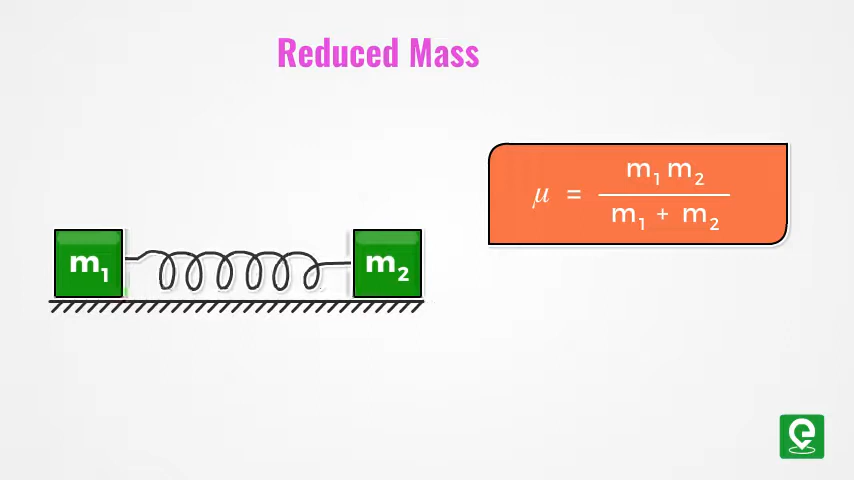 Reduced Mass
μ = m₁ m₂ / m₁ + m₂
m₁
m₂